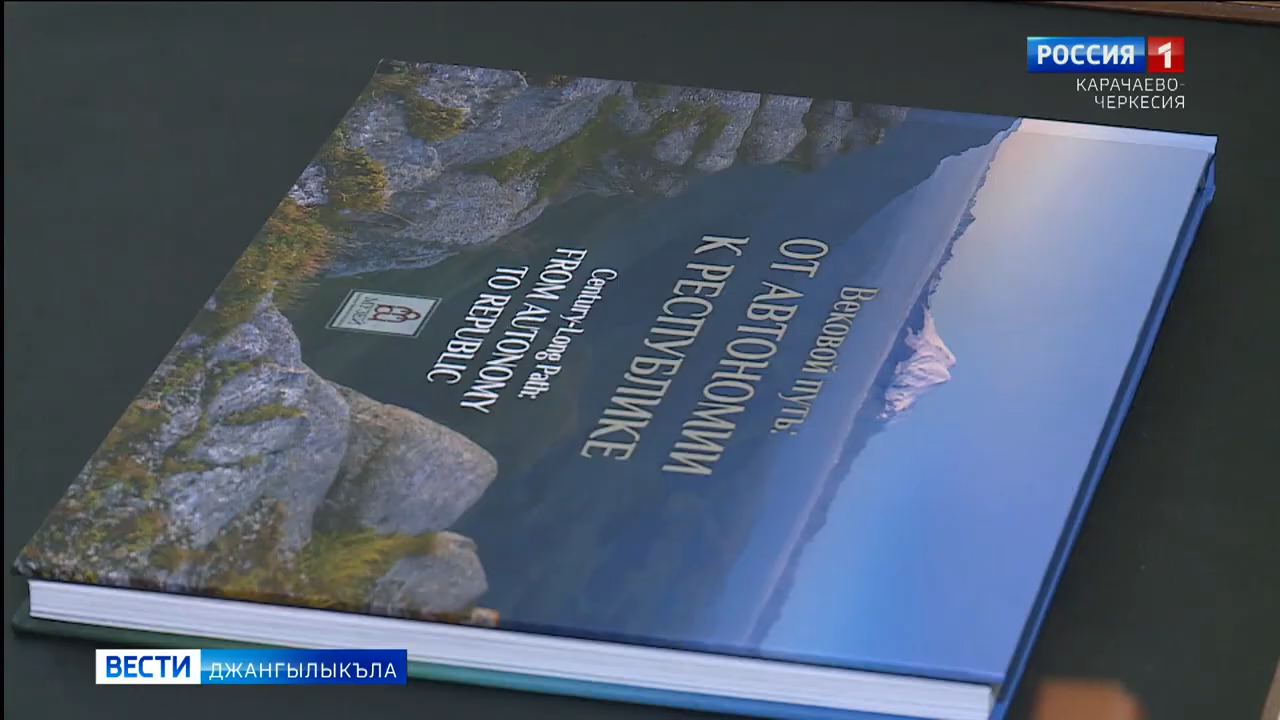 РОССИЯ 1
КАРАЧАЕВО-
ЧЕРКЕСИЯ
Вековой путь:
ОТ АВТОНОМИИ
К РЕСПУБЛИКЕ
Century-Long Path:
FROM AUTONOMY
TO REPUBLIC
ВЕСТИ ДЖАНГЫЛЫКЪЛА